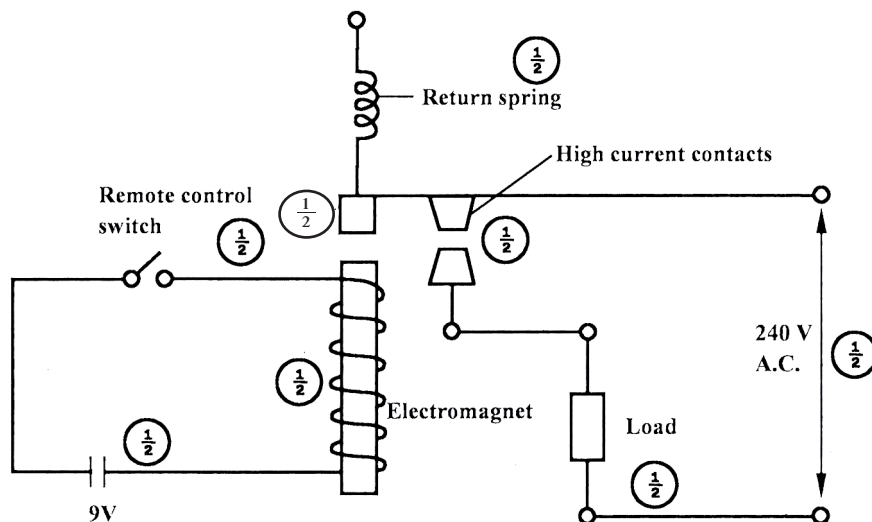 1/2
Return spring
High current contacts
Remote control
switch
1/2
1/2
1/2
240 V
A.C.
1/2
1/2
Electromagnet
Load
1/2
1/2
9V